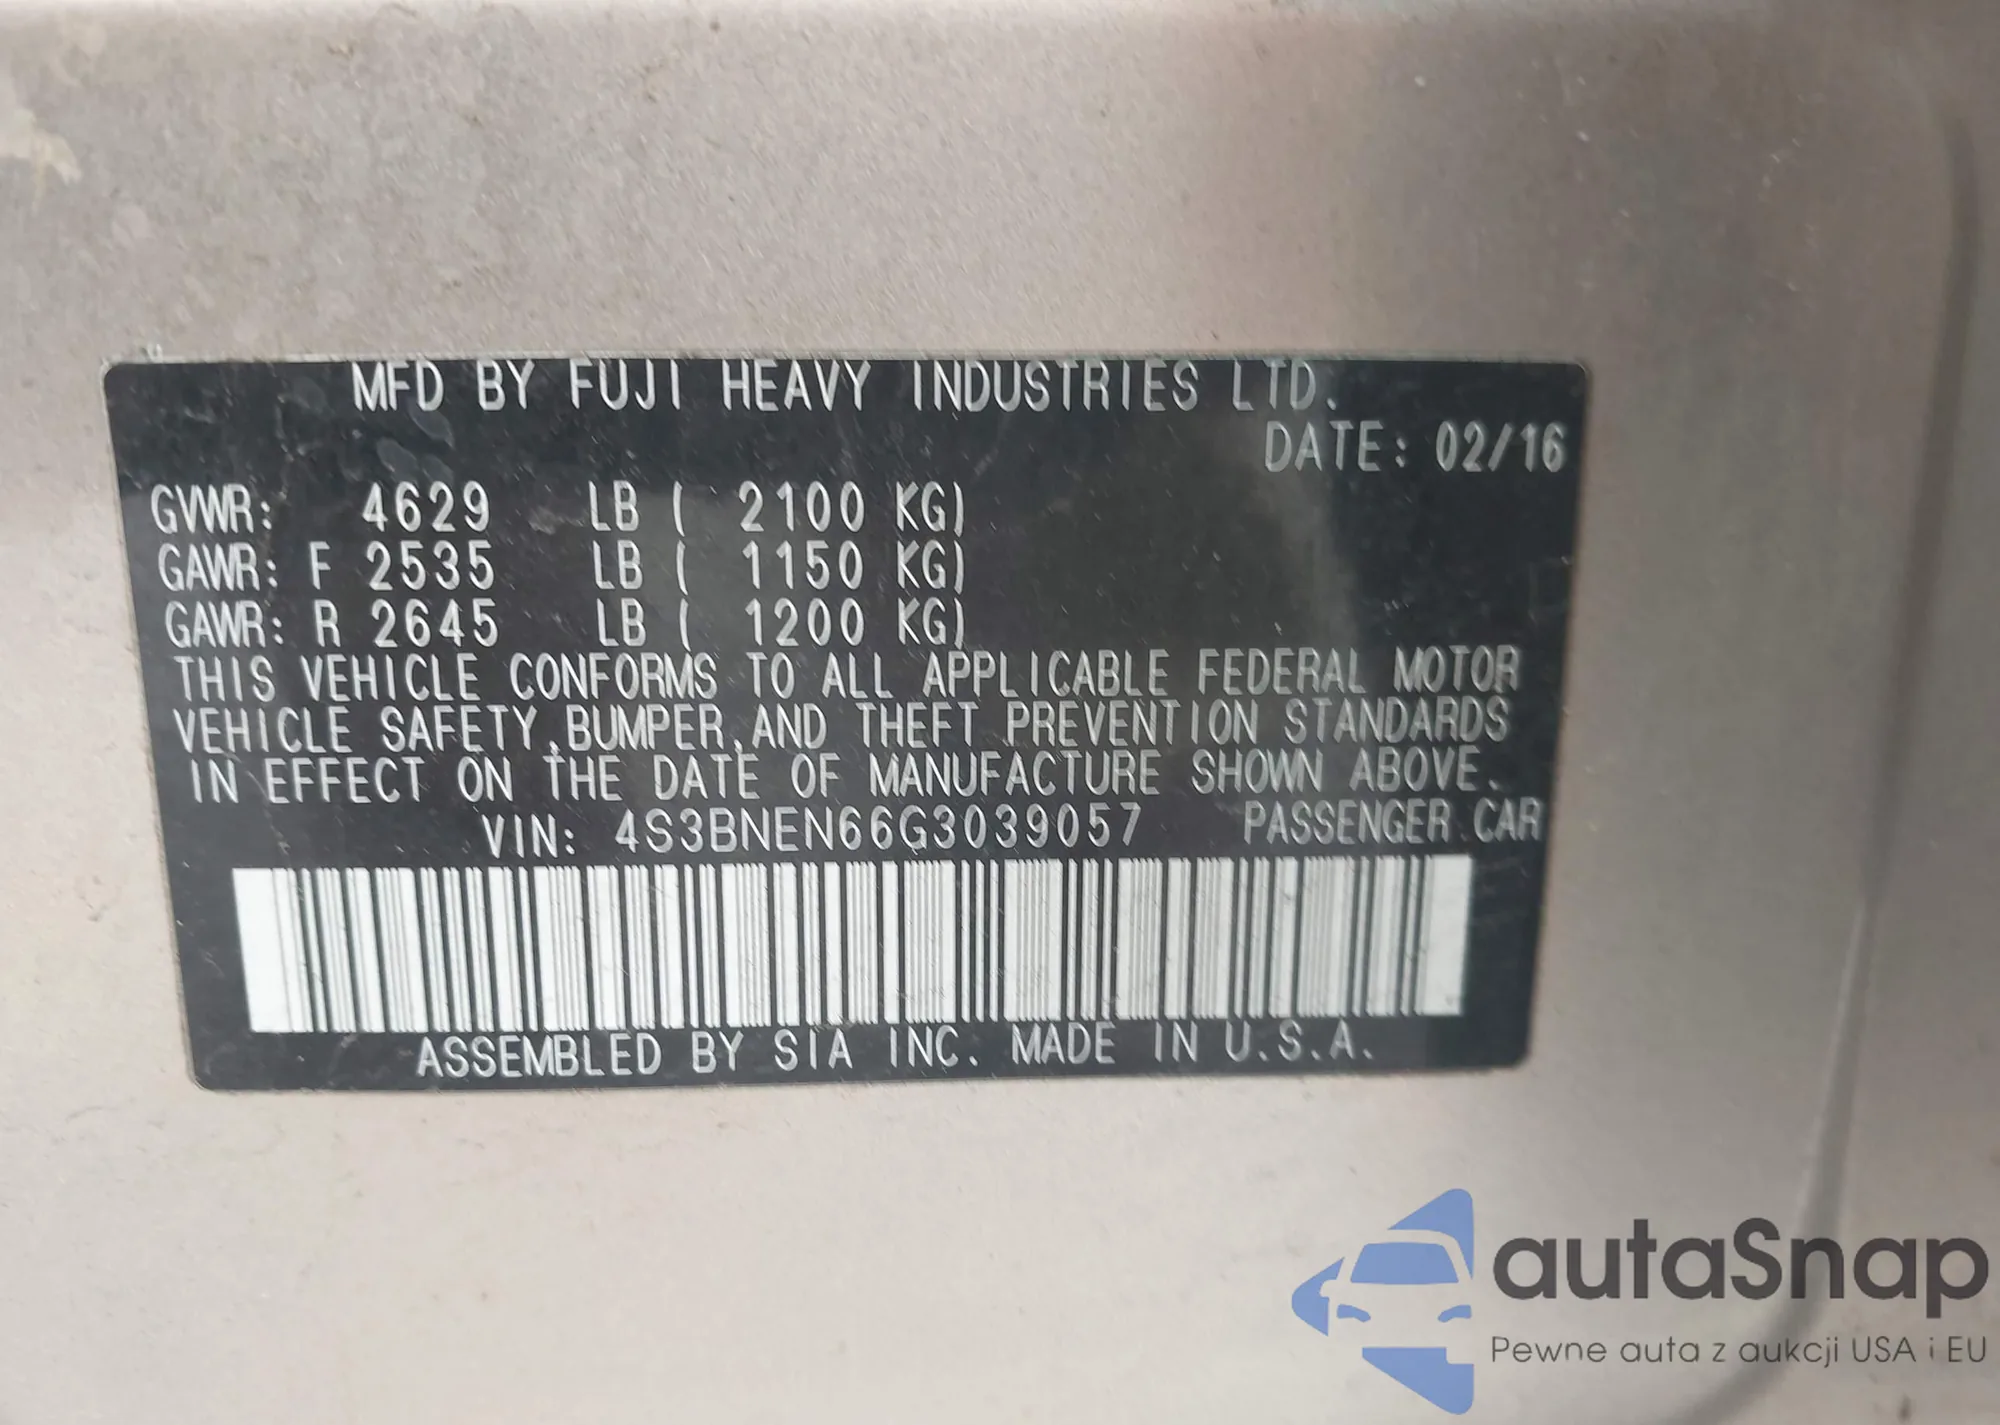 MFD BY FUJI HEAVY INDUSTRIES LTD.
DATE: 02/16
GVWR: 4629 LB ( 2100 KG)
GAWR: F 2535 LB ( 1150 KG)
GAWR: R 2645 LB ( 1200 KG)
THIS VEHICLE CONFORMS TO ALL APPLICABLE FEDERAL MOTOR
VEHICLE SAFETY,BUMPER,AND THEFT PREVENTION STANDARDS
IN EFFECT ON THE DATE OF MANUFACTURE SHOWN ABOVE.
VIN: 4S3BNEN66G3039057 PASSENGER CAR
ASSEMBLED BY SIA INC. MADE IN U.S.A.
autaSnap
Pewne auta z aukcji USA i EU